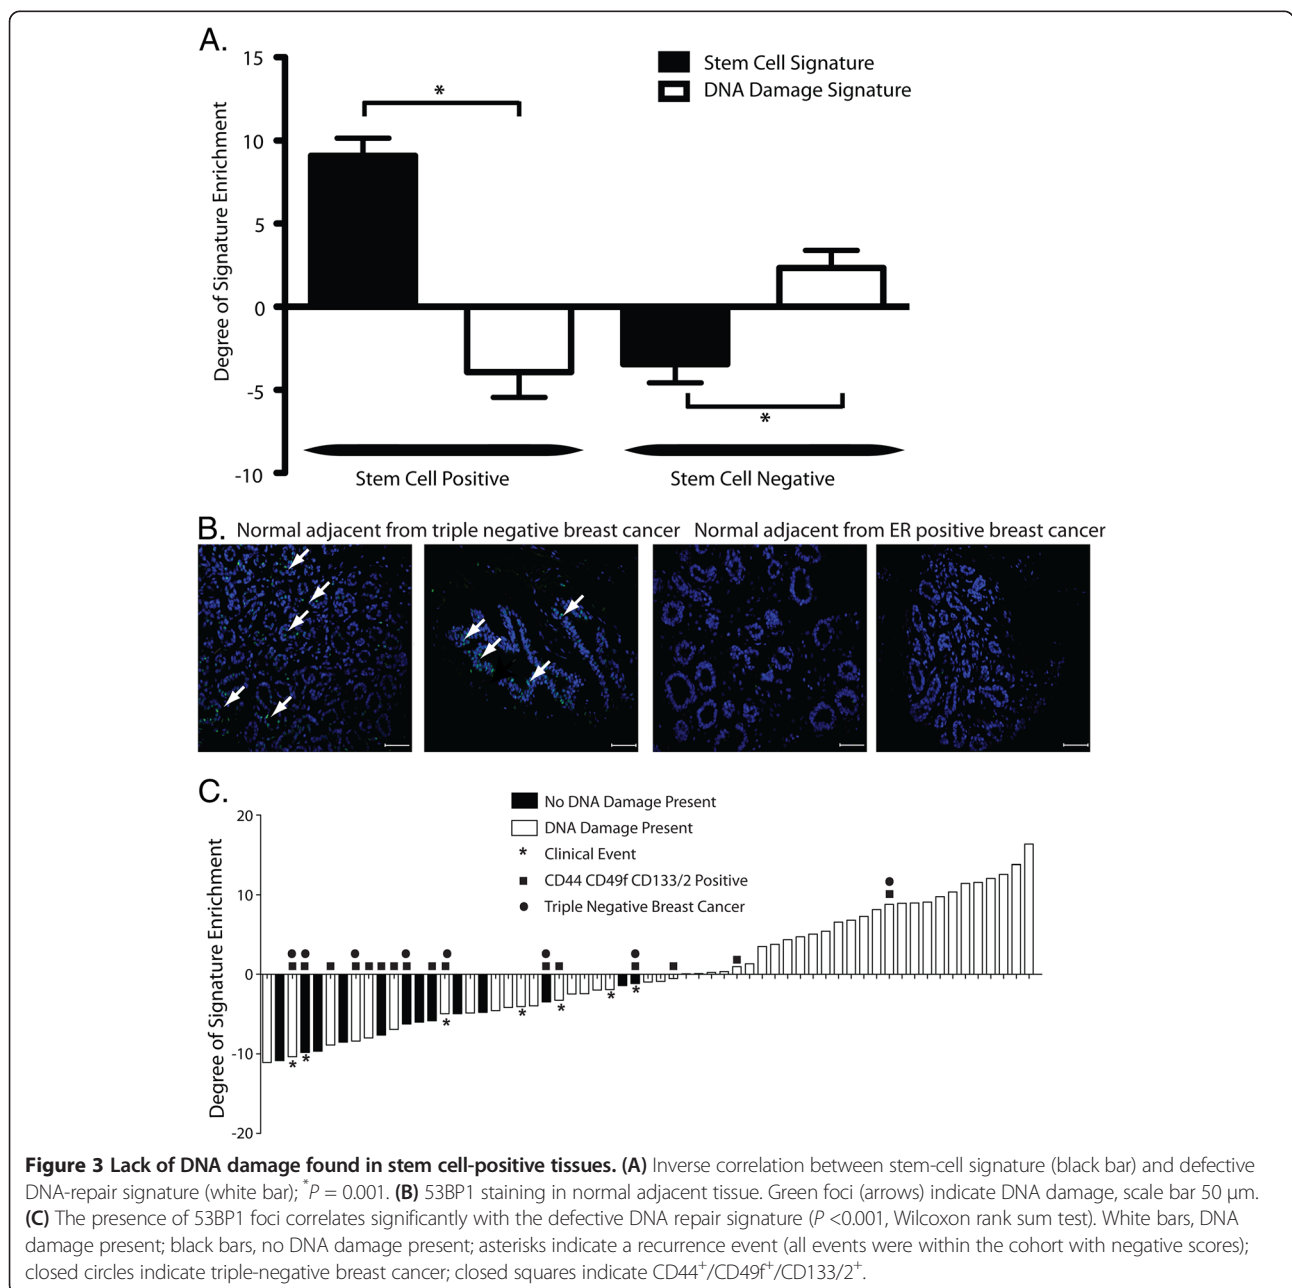 A.
15
10
5
0
-5
-10
Degree of Signature Enrichment
Stem Cell Signature
DNA Damage Signature
*
*
Stem Cell Positive
Stem Cell Negative
B. Normal adjacent from triple negative breast cancer Normal adjacent from ER positive breast cancer
C.
20
10
0
-10
-20
Degree of Signature Enrichment
No DNA Damage Present
DNA Damage Present
* Clinical Event
■ CD44 CD49f CD133/2 Positive
● Triple Negative Breast Cancer
* * * * * * *
Figure 3 Lack of DNA damage found in stem cell-positive tissues. (A) Inverse correlation between stem-cell signature (black bar) and defective
DNA-repair signature (white bar); *P = 0.001. (B) 53BP1 staining in normal adjacent tissue. Green foci (arrows) indicate DNA damage, scale bar 50 μm.
(C) The presence of 53BP1 foci correlates significantly with the defective DNA repair signature (P <0.001, Wilcoxon rank sum test). White bars, DNA
damage present; black bars, no DNA damage present; asterisks indicate a recurrence event (all events were within the cohort with negative scores);
closed circles indicate triple-negative breast cancer; closed squares indicate CD44⁺/CD49f⁺/CD133/2⁺.